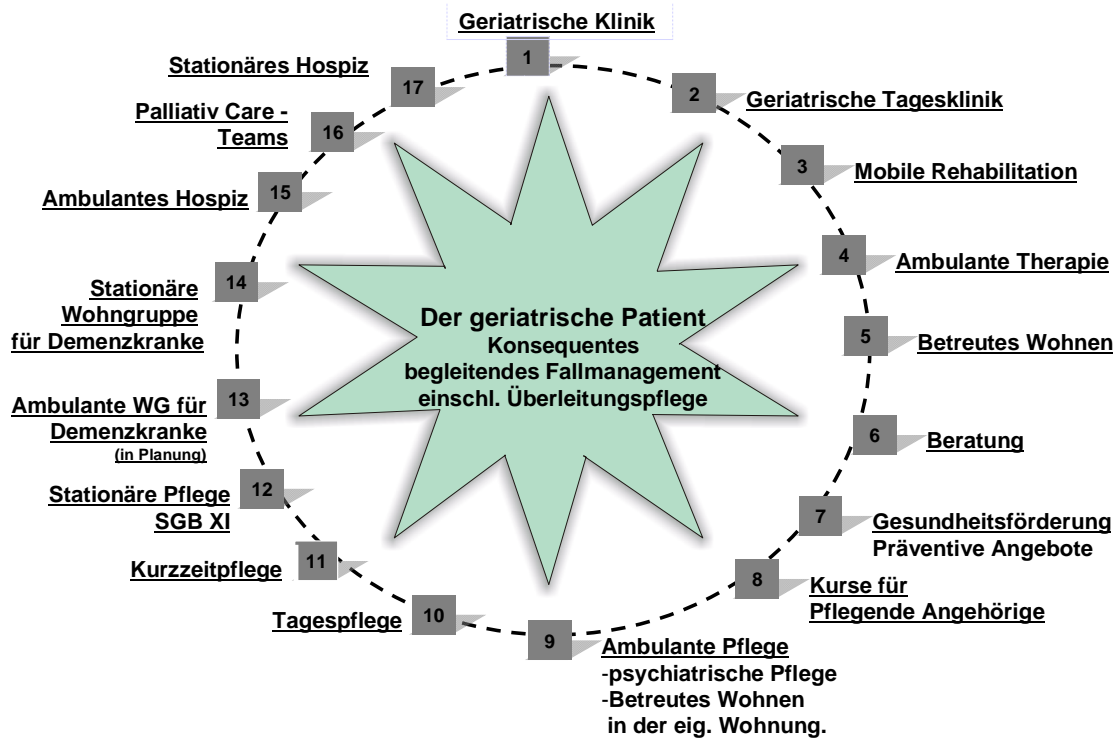 1
Geriatrische Klinik
2
Geriatrische Tagesklinik
3
Mobile Rehabilitation
4
Ambulante Therapie
5
Betreutes Wohnen
6
Beratung
7
Gesundheitsförderung
Präventive Angebote
8
Kurse für
Pflegende Angehörige
9
Ambulante Pflege
-psychiatrische Pflege
-Betreutes Wohnen
in der eig. Wohnung.
10
Tagespflege
11
Kurzzeitpflege
12
Stationäre Pflege
SGB XI
13
Ambulante WG für
Demenzkranke
(in Planung)
14
Stationäre
Wohngruppe
für Demenzkranke
15
Ambulantes Hospiz
16
Palliativ Care -
Teams
17
Stationäres Hospiz
Der geriatrische Patient
Konsequentes
begleitendes Fallmanagement
einschl. Überleitungspflege